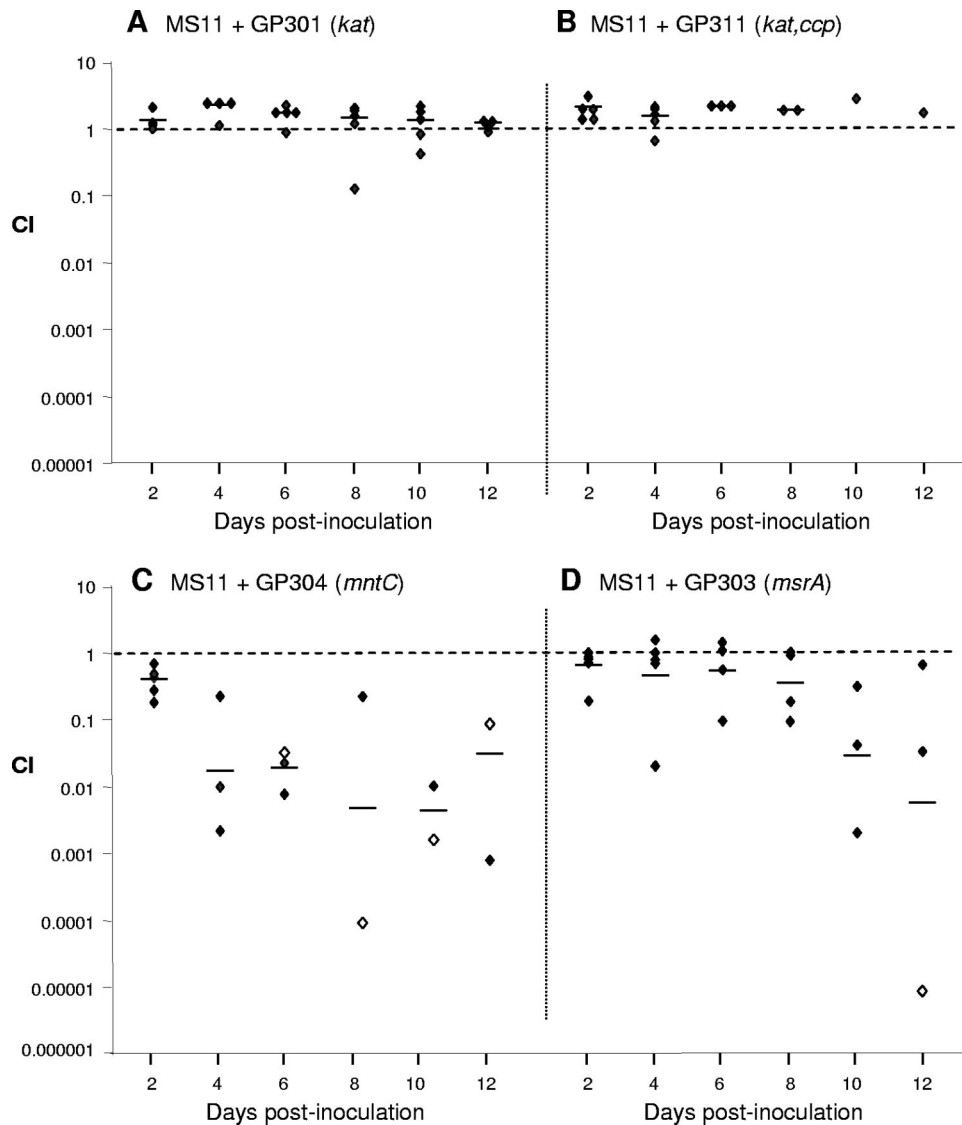 A MS11 + GP301 (kat)
B MS11 + GP311 (kat,ccp)
10
1
0.1
CI
0.01
0.001
0.0001
0.00001
2 4 6 8 10 12 2 4 6 8 10 12
Days post-inoculation Days post-inoculation
C MS11 + GP304 (mntC)
D MS11 + GP303 (msrA)
10
1
0.1
CI
0.01
0.001
0.0001
0.00001
0.000001
2 4 6 8 10 12 2 4 6 8 10 12
Days post-inoculation Days post-inoculation